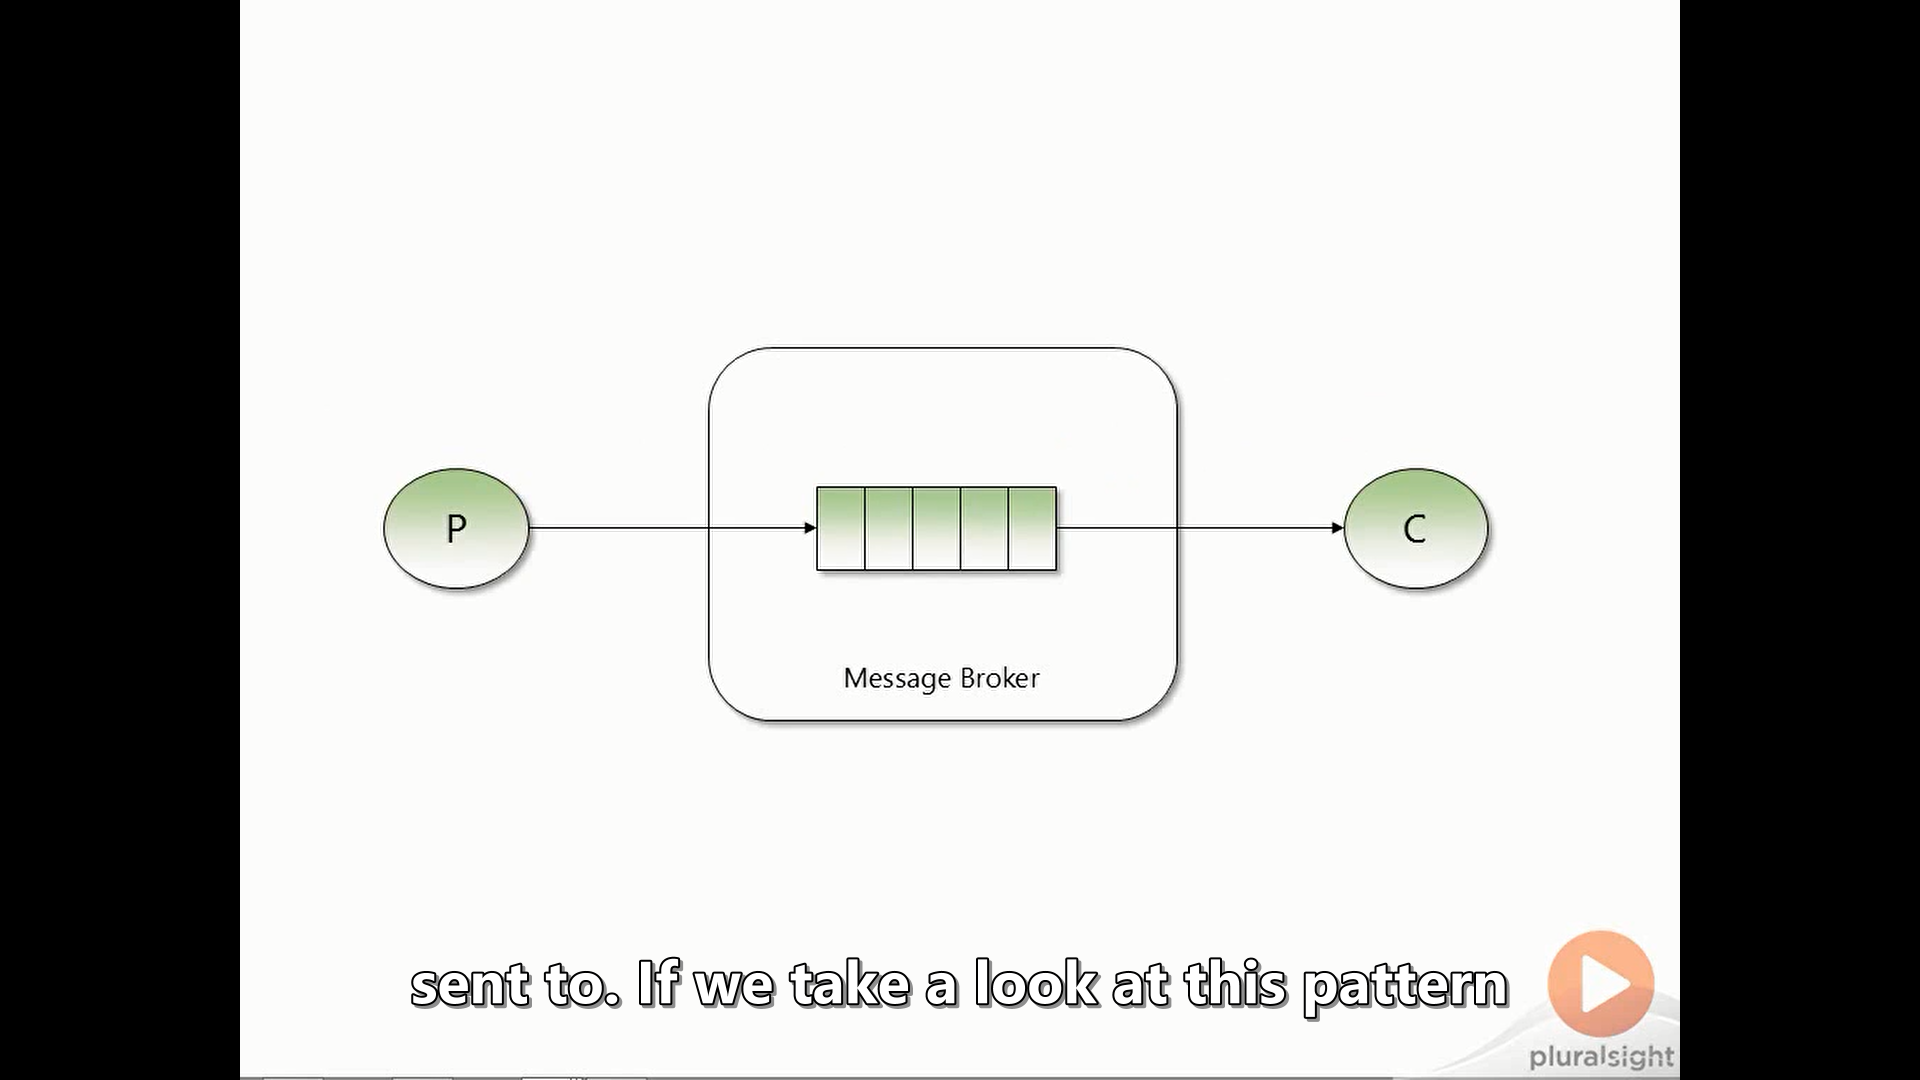 P
C
Message Broker
sent to. If we take a look at this pattern
pluralsight